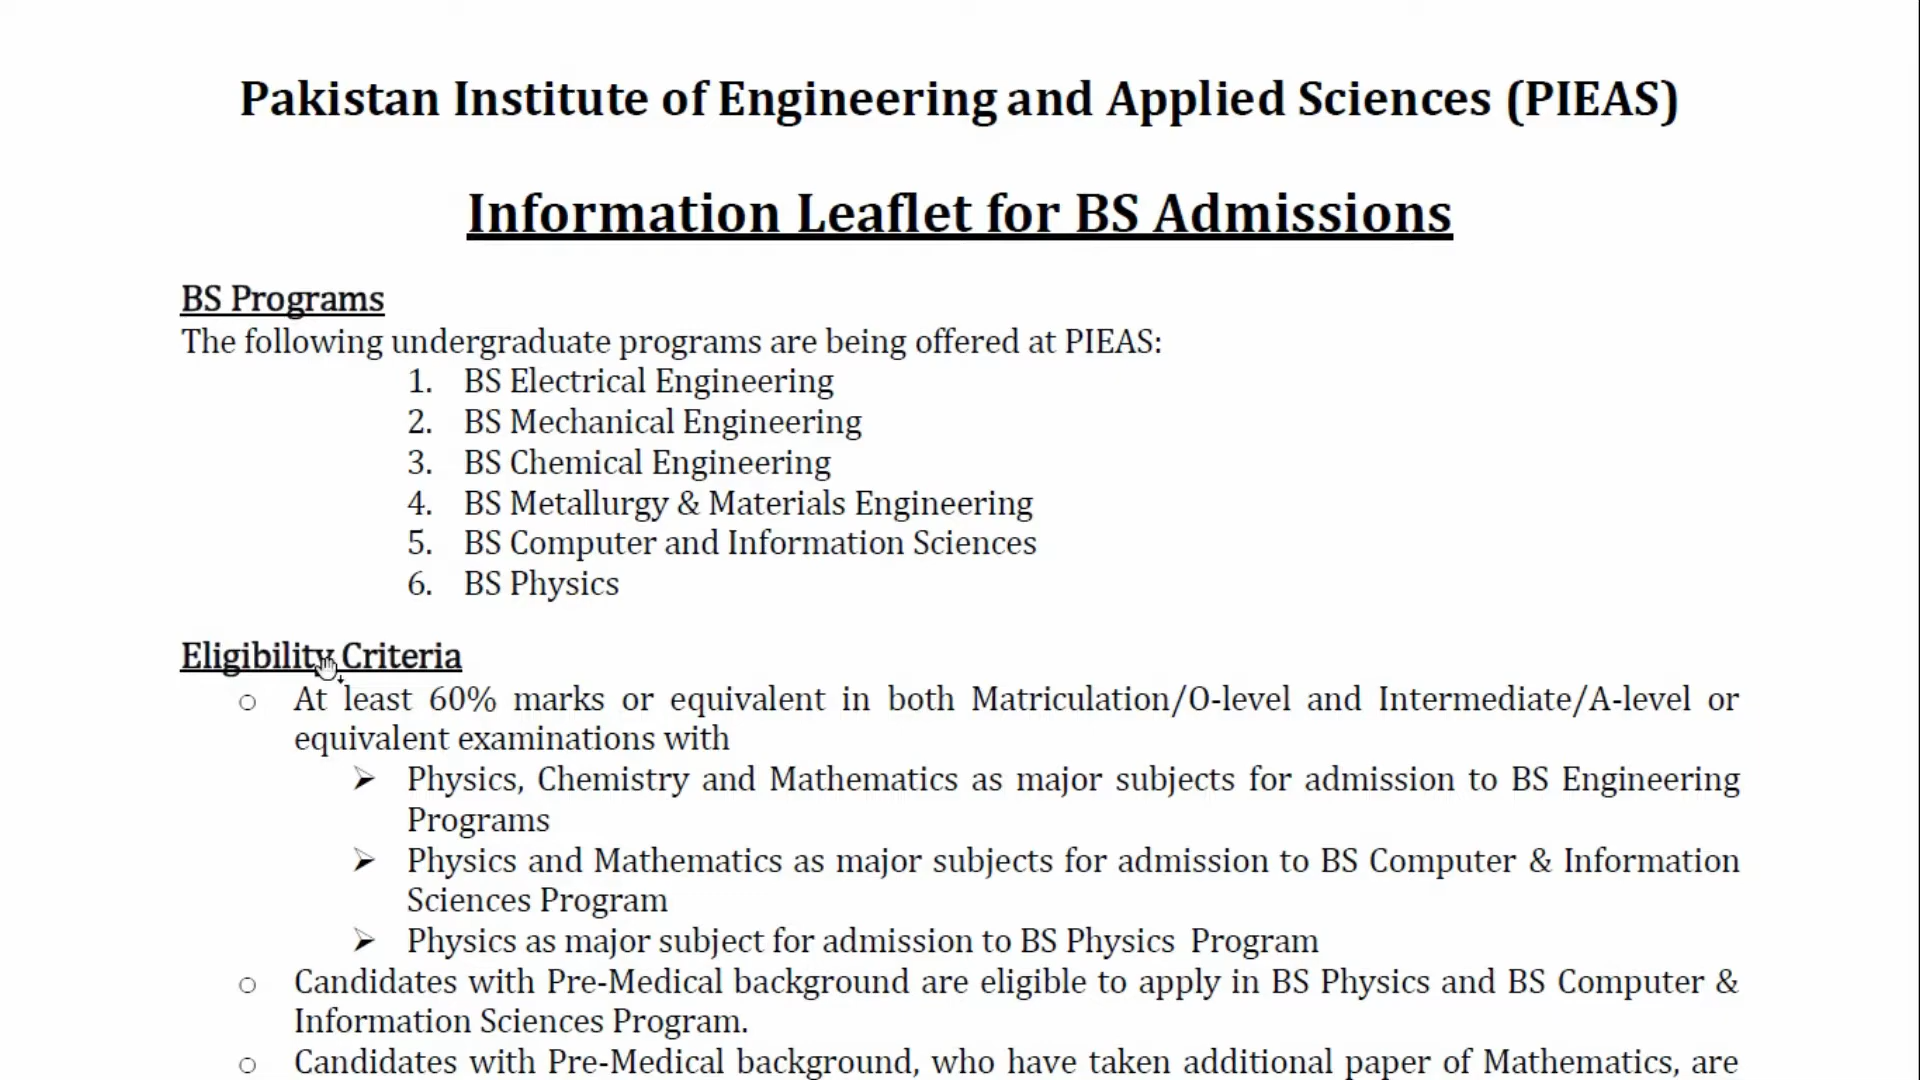 Pakistan Institute of Engineering and Applied Sciences (PIEAS)
Information Leaflet for BS Admissions
BS Programs
The following undergraduate programs are being offered at PIEAS:
1. BS Electrical Engineering
2. BS Mechanical Engineering
3. BS Chemical Engineering
4. BS Metallurgy & Materials Engineering
5. BS Computer and Information Sciences
6. BS Physics
Eligibility Criteria
o At least 60% marks or equivalent in both Matriculation/O-level and Intermediate/A-level or
equivalent examinations with
➢ Physics, Chemistry and Mathematics as major subjects for admission to BS Engineering
Programs
➢ Physics and Mathematics as major subjects for admission to BS Computer & Information
Sciences Program
➢ Physics as major subject for admission to BS Physics Program
o Candidates with Pre-Medical background are eligible to apply in BS Physics and BS Computer &
Information Sciences Program.
o Candidates with Pre-Medical background, who have taken additional paper of Mathematics, are